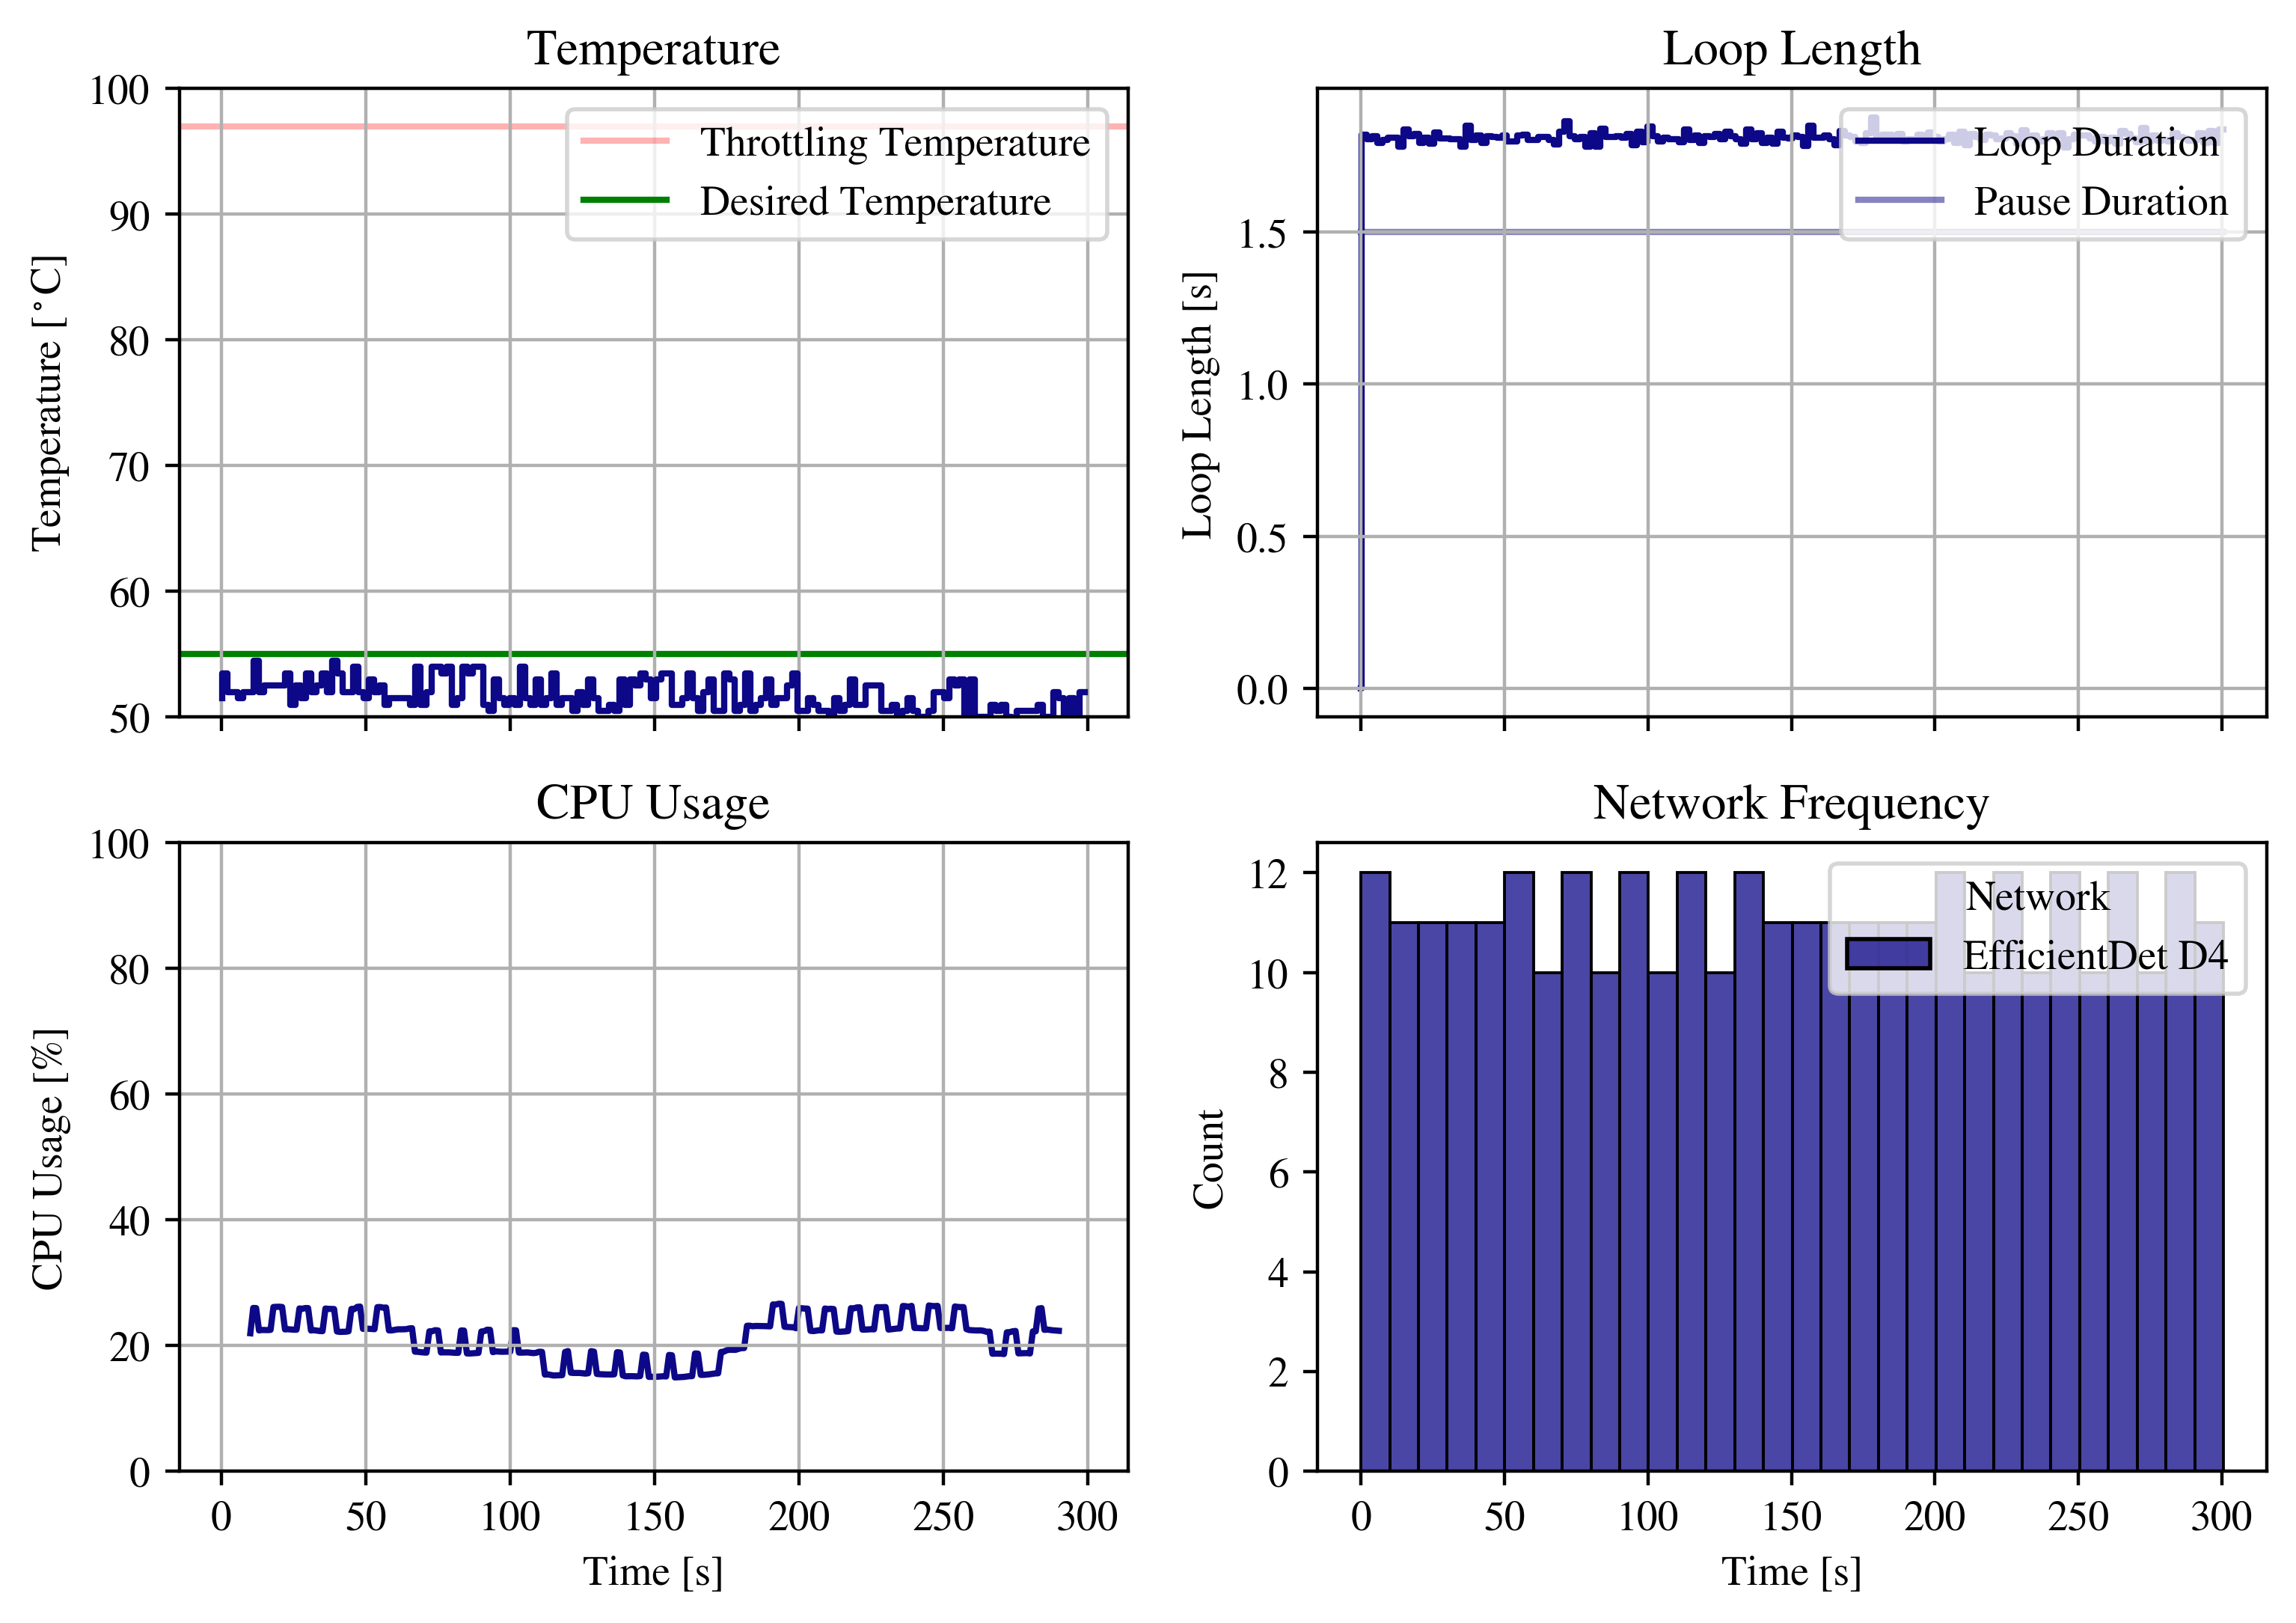 Temperature
100
90
80
70
60
50
Temperature [°C]
Throttling Temperature
Desired Temperature
Loop Length
1.5
1.0
0.5
0.0
Loop Length [s]
Loop Duration
Pause Duration
CPU Usage
100
80
60
40
20
0
CPU Usage [%]
0 50 100 150 200 250 300
Time [s]
Network Frequency
12
10
8
6
4
2
0
Count
Network
EfficientDet D4
0 50 100 150 200 250 300
Time [s]